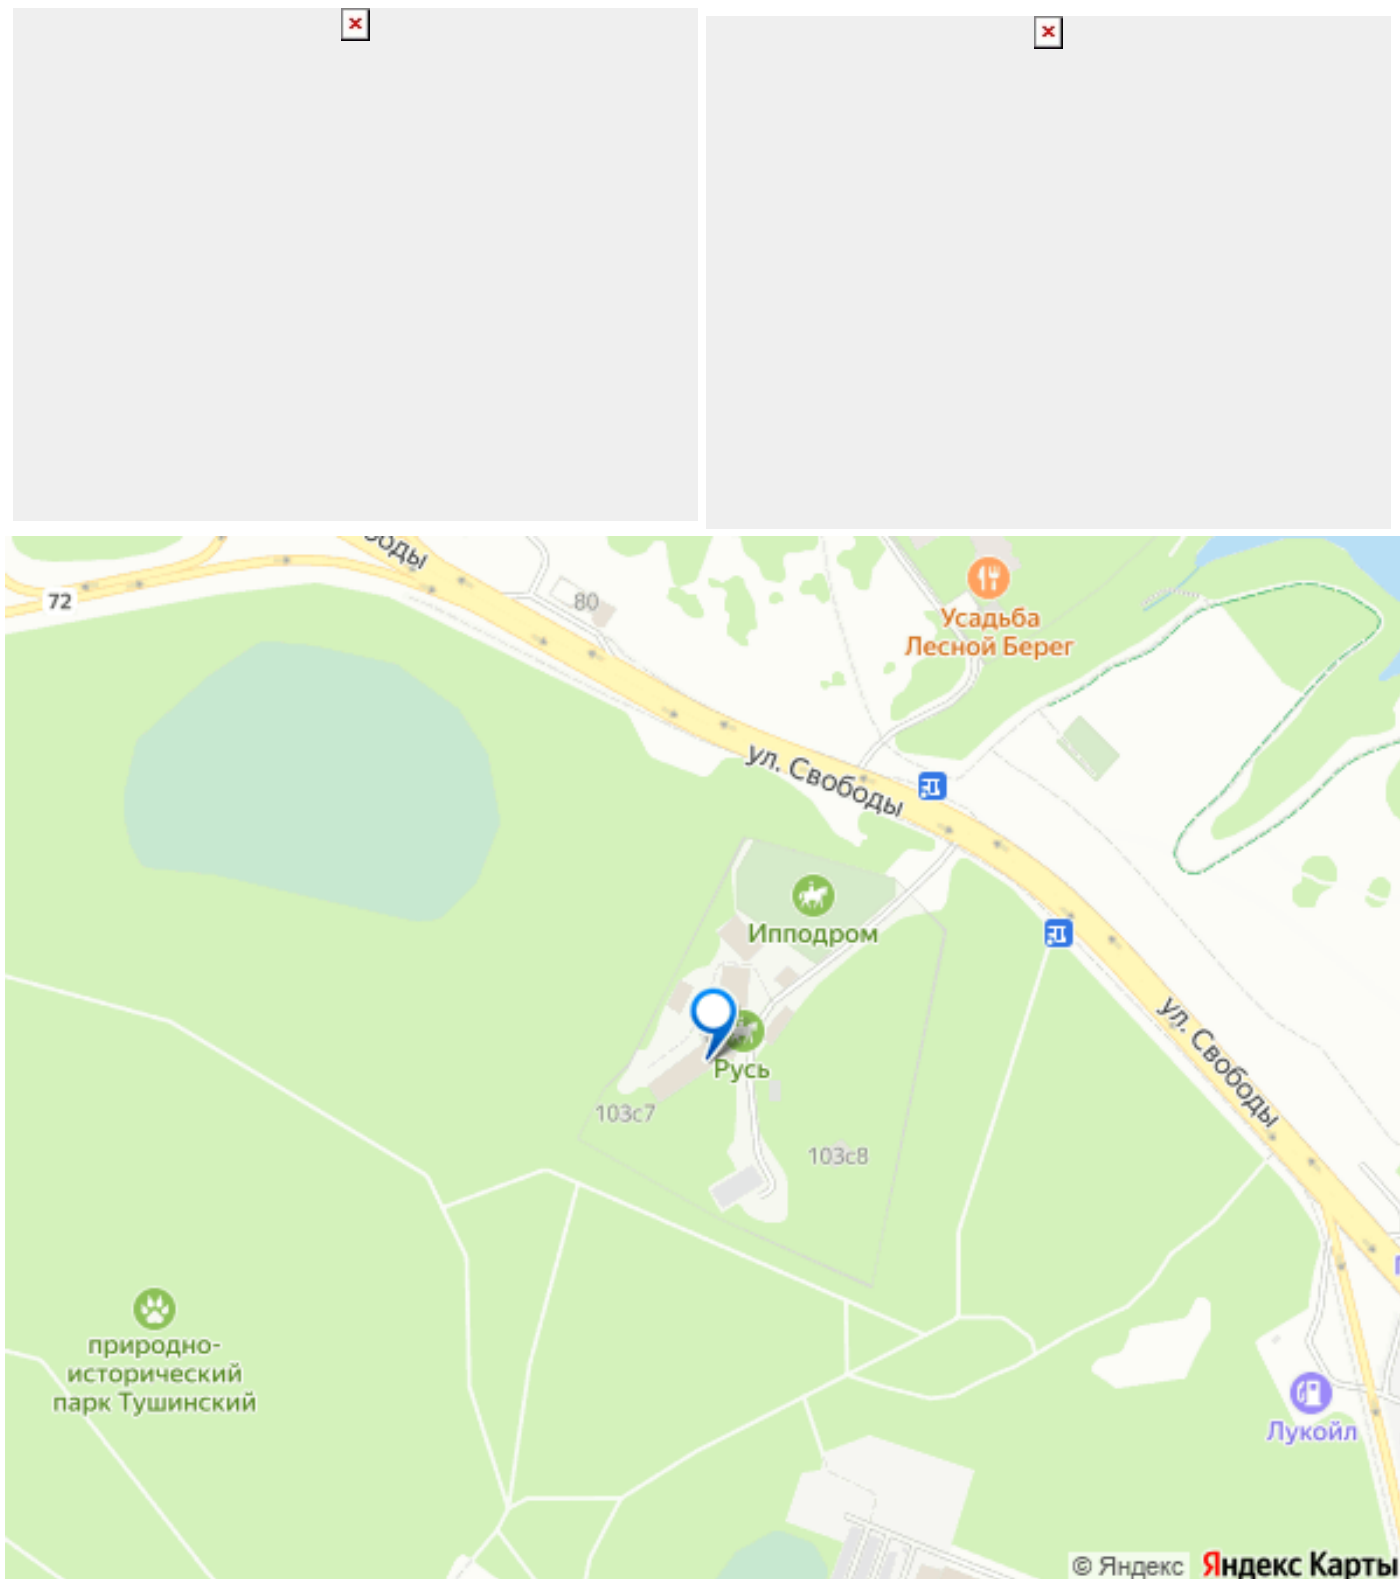 боды
72
80
Усадьба
Лесной Берег
ул. Свободы
Ипподром
ул. Свободы
Русь
103с7
103с8
природно-
исторический
парк Тушинский
Лукойл
© Яндекс Яндекс Карты